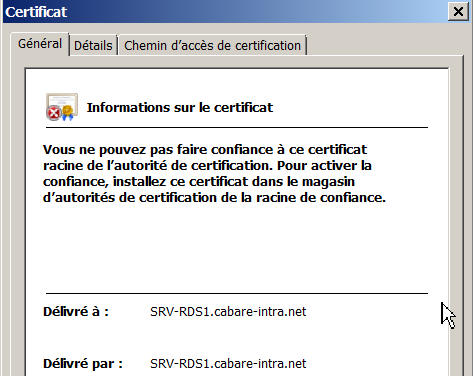 Certificat
Général Détails Chemin d'accès de certification
Informations sur le certificat
Vous ne pouvez pas faire confiance à ce certificat
racine de l'autorité de certification. Pour activer la
confiance, installez ce certificat dans le magasin
d'autorités de certification de la racine de confiance.
Délivré à : SRV-RDS1.cabare-intra.net
Délivré par : SRV-RDS1.cabare-intra.net